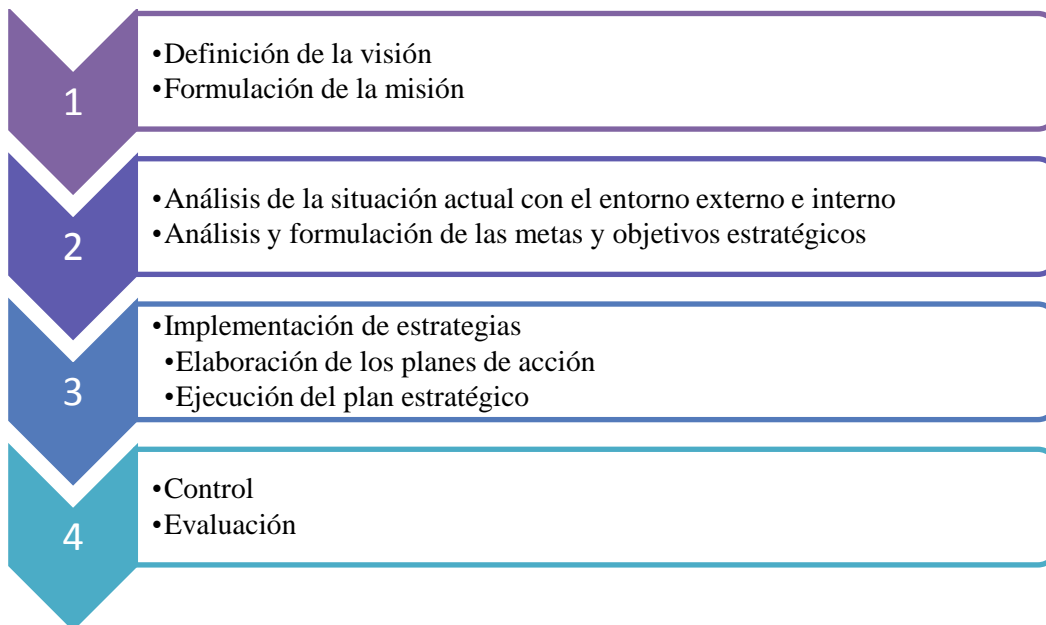 1
•Definición de la visión
•Formulación de la misión
2
•Análisis de la situación actual con el entorno externo e interno
•Análisis y formulación de las metas y objetivos estratégicos
3
•Implementación de estrategias
•Elaboración de los planes de acción
•Ejecución del plan estratégico
4
•Control
•Evaluación